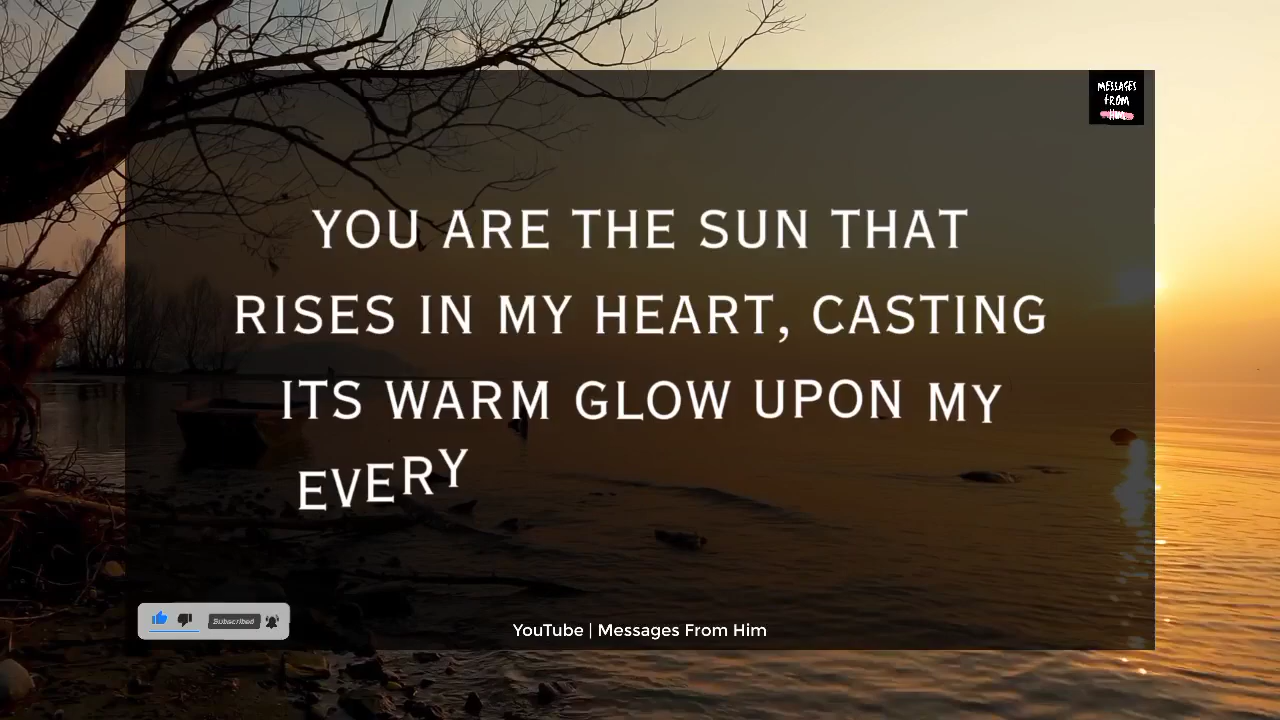 MESSAGES
FROM
HIM
YOU ARE THE SUN THAT
RISES IN MY HEART, CASTING
ITS WARM GLOW UPON MY
EVERY
Subscribed
YouTube | Messages From Him